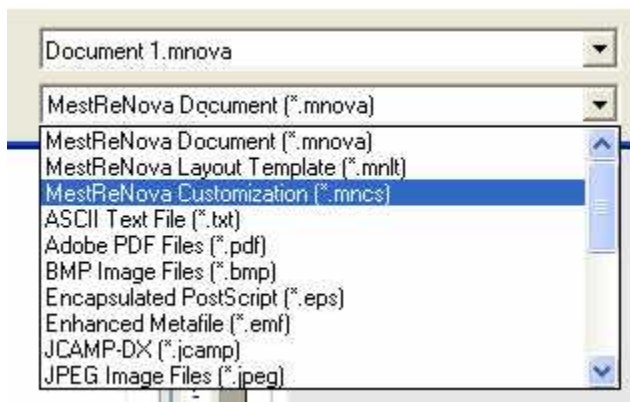 Document 1.mnova
MestReNova Document (*.mnova)
MestReNova Document (*.mnova)
MestReNova Layout Template (*.mnlt)
MestReNova Customization (*.mncs)
ASCII Text File (*.txt)
Adobe PDF Files (*.pdf)
BMP Image Files (*.bmp)
Encapsulated PostScript (*.eps)
Enhanced Metafile (*.emf)
JCAMP-DX (*.jcamp)
JPEG Image Files (*.jpeg)